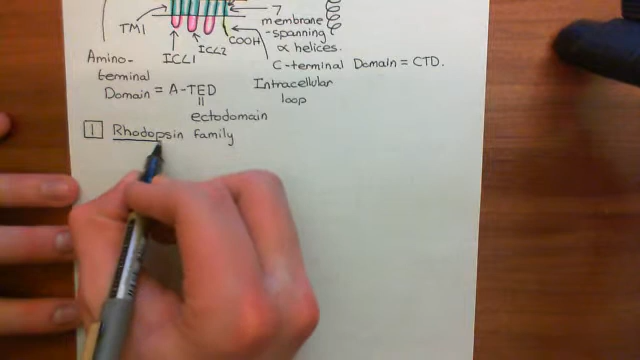 TM1
ICL1
ICL2
COOH
7
membrane
-spanning
α helices.
C-terminal Domain = CTD.
Amino-
terminal
Domain = A-TED
||
ectodomain
Intracellular
loop
1 Rhodopsin family